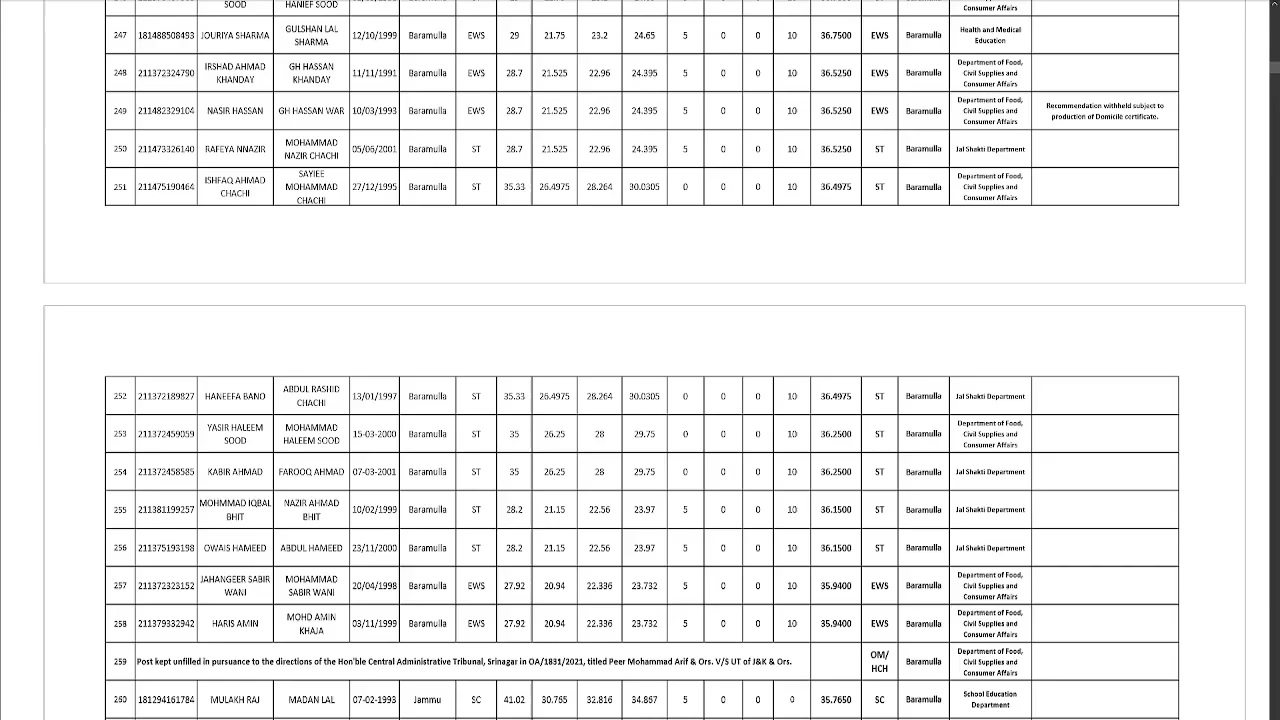 SOOD HANIEF SOOD Consumer Affairs
247 181488508493 JOURIYA SHARMA GULSHAN LAL SHARMA 12/10/1999 Baramulla EWS 29 21.75 23.2 24.65 5 0 0 10 36.7500 EWS Baramulla Health and Medical Education
248 211372324790 IRSHAD AHMAD KHANDAY GH HASSAN KHANDAY 11/11/1991 Baramulla EWS 28.7 21.525 22.96 24.395 5 0 0 10 36.5250 EWS Baramulla Department of Food, Civil Supplies and Consumer Affairs
249 211482329104 NASIR HASSAN GH HASSAN WAR 10/03/1993 Baramulla EWS 28.7 21.525 22.96 24.395 5 0 0 10 36.5250 EWS Baramulla Department of Food, Civil Supplies and Consumer Affairs Recommendation withheld subject to production of Domicile certificate.
250 211473326140 RAFEYA NNAZIR MOHAMMAD NAZIR CHACHI 05/06/2001 Baramulla ST 28.7 21.525 22.96 24.395 5 0 0 10 36.5250 ST Baramulla Jal Shakti Department
251 211475190464 ISHFAQ AHMAD CHACHI SAYIEE MOHAMMAD CHACHI 27/12/1995 Baramulla ST 35.33 26.4975 28.264 30.0305 0 0 0 10 36.4975 ST Baramulla Department of Food, Civil Supplies and Consumer Affairs
252 211372189827 HANEEFA BANO ABDUL RASHID CHACHI 13/01/1997 Baramulla ST 35.33 26.4975 28.264 30.0305 0 0 0 10 36.4975 ST Baramulla Jal Shakti Department
253 211372459059 YASIR HALEEM SOOD MOHAMMAD HALEEM SOOD 15-03-2000 Baramulla ST 35 26.25 28 29.75 0 0 0 10 36.2500 ST Baramulla Department of Food, Civil Supplies and Consumer Affairs
254 211372458585 KABIR AHMAD FAROOQ AHMAD 07-03-2001 Baramulla ST 35 26.25 28 29.75 0 0 0 10 36.2500 ST Baramulla Jal Shakti Department
255 211381199257 MOHMMAD IQBAL BHIT NAZIR AHMAD BHIT 10/02/1999 Baramulla ST 28.2 21.15 22.56 23.97 5 0 0 10 36.1500 ST Baramulla Jal Shakti Department
256 211375193198 OWAIS HAMEED ABDUL HAMEED 23/11/2000 Baramulla ST 28.2 21.15 22.56 23.97 5 0 0 10 36.1500 ST Baramulla Jal Shakti Department
257 211372323152 JAHANGEER SABIR WANI MOHAMMAD SABIR WANI 20/04/1998 Baramulla EWS 27.92 20.94 22.336 23.732 5 0 0 10 35.9400 EWS Baramulla Department of Food, Civil Supplies and Consumer Affairs
258 211379332942 HARIS AMIN MOHD AMIN KHAJA 03/11/1999 Baramulla EWS 27.92 20.94 22.336 23.732 5 0 0 10 35.9400 EWS Baramulla Department of Food, Civil Supplies and Consumer Affairs
259 Post kept unfilled in pursuance to the directions of the Hon'ble Central Administrative Tribunal, Srinagar in OA/1831/2021, titled Peer Mohammad Arif & Ors. V/S UT of J&K & Ors. OM/ HCH Baramulla Department of Food, Civil Supplies and Consumer Affairs
260 181294161784 MULAKH RAJ MADAN LAL 07-02-1993 Jammu SC 41.02 30.765 32.816 34.867 5 0 0 0 35.7650 SC Baramulla School Education Department